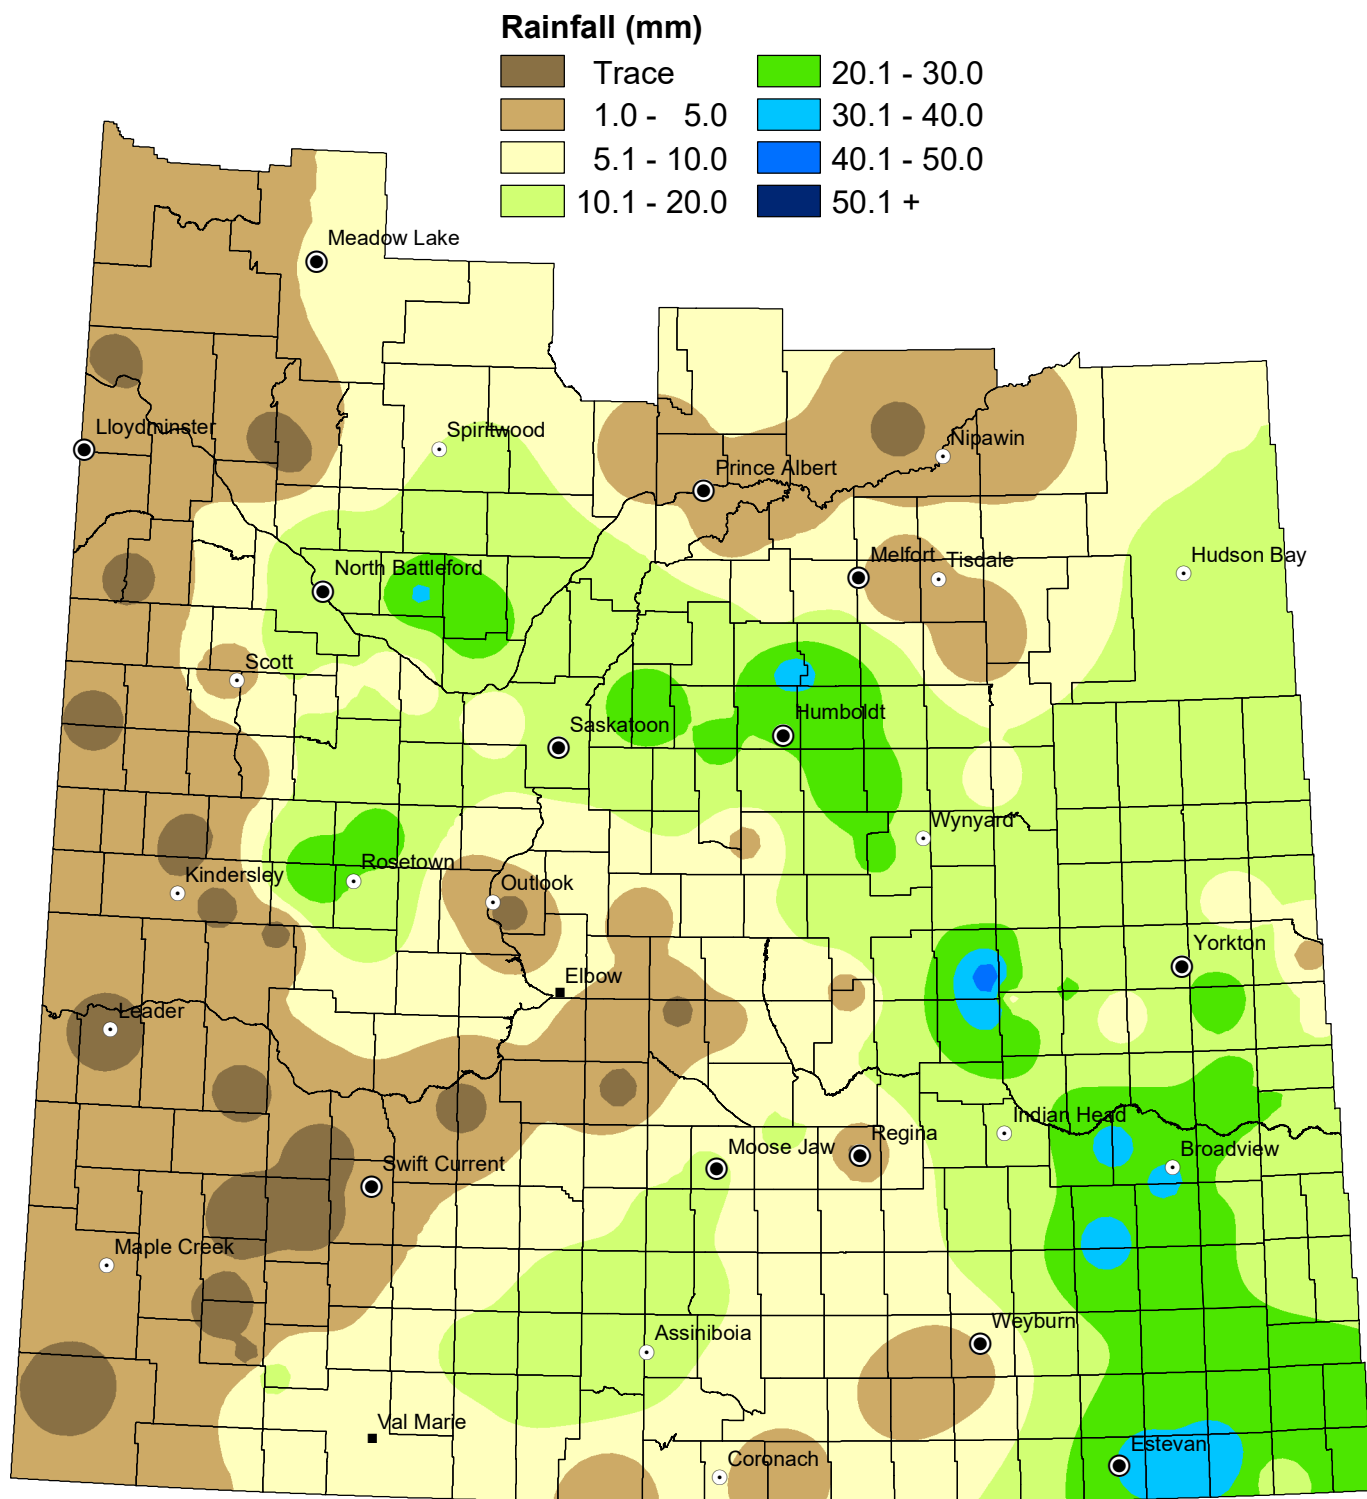 Rainfall (mm)
Trace 20.1 - 30.0
1.0 - 5.0 30.1 - 40.0
5.1 - 10.0 40.1 - 50.0
10.1 - 20.0 50.1 +
Meadow Lake
Lloydminster
Spiritwood
Nipawin
Prince Albert
Melfort
Tisdale
Hudson Bay
North Battleford
Scott
Saskatoon
Humboldt
Wynyard
Rosetown
Kindersley
Outlook
Yorkton
Elbow
Leader
Indian Head
Regina
Moose Jaw
Broadview
Swift Current
Maple Creek
Weyburn
Assiniboia
Val Marie
Estevan
Coronach